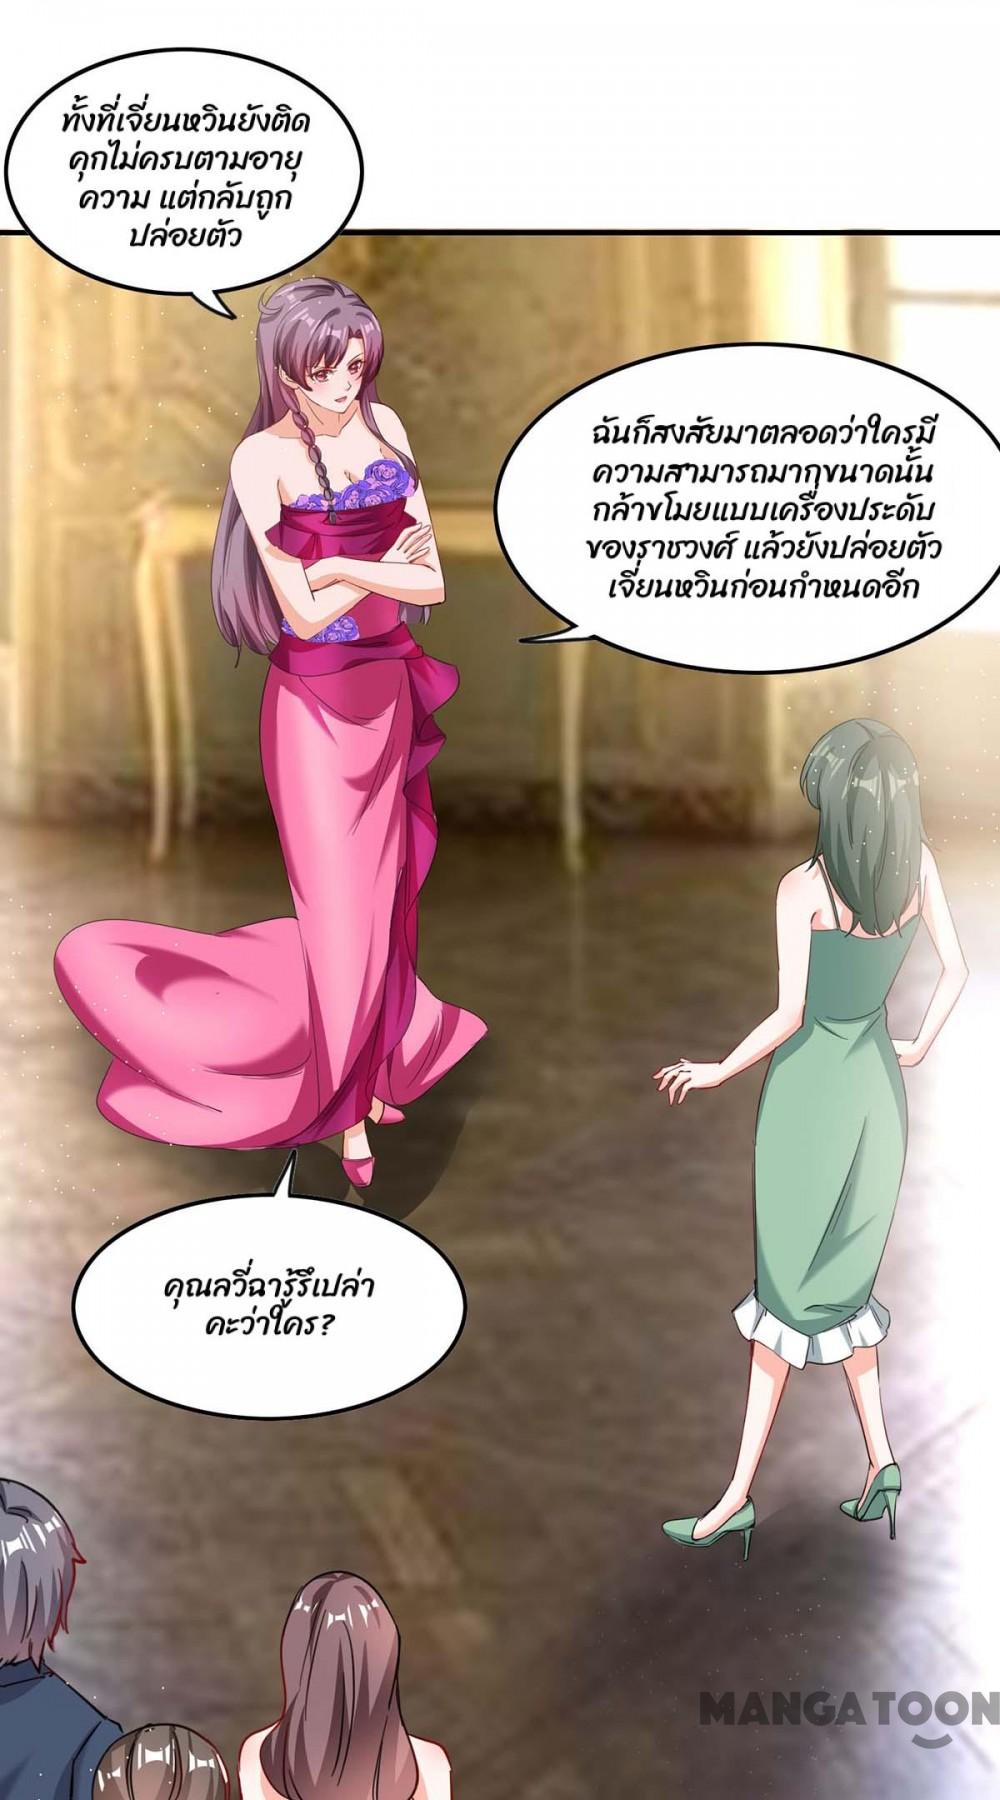 ทั้งที่เจี่ยนหวินยังติด
คุกไม่ครบตามอายุ
ความ แต่กลับถูก
ปล่อยตัว
ฉันก็สงสัยมาตลอดว่าใครมี
ความสามารถมากขนาดนั้น
กล้าขโมยแบบเครื่องประดับ
ของราชวงศ์ แล้วยังปล่อยตัว
เจี่ยนหวินก่อนกำหนดอีก
คุณลวี่ฉารู้รึเปล่า
คะว่าใคร?
MANGATOON